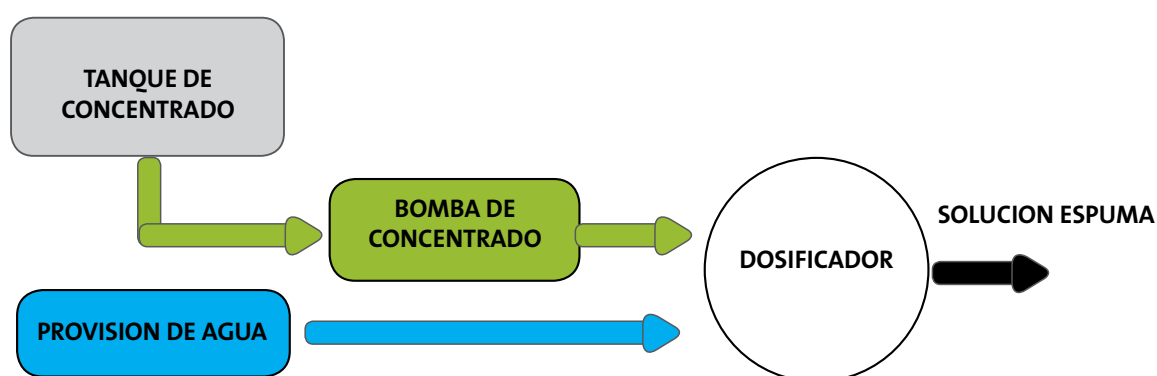 TANQUE DE
CONCENTRADO
BOMBA DE
CONCENTRADO
SOLUCION ESPUMA
DOSIFICADOR
PROVISION DE AGUA